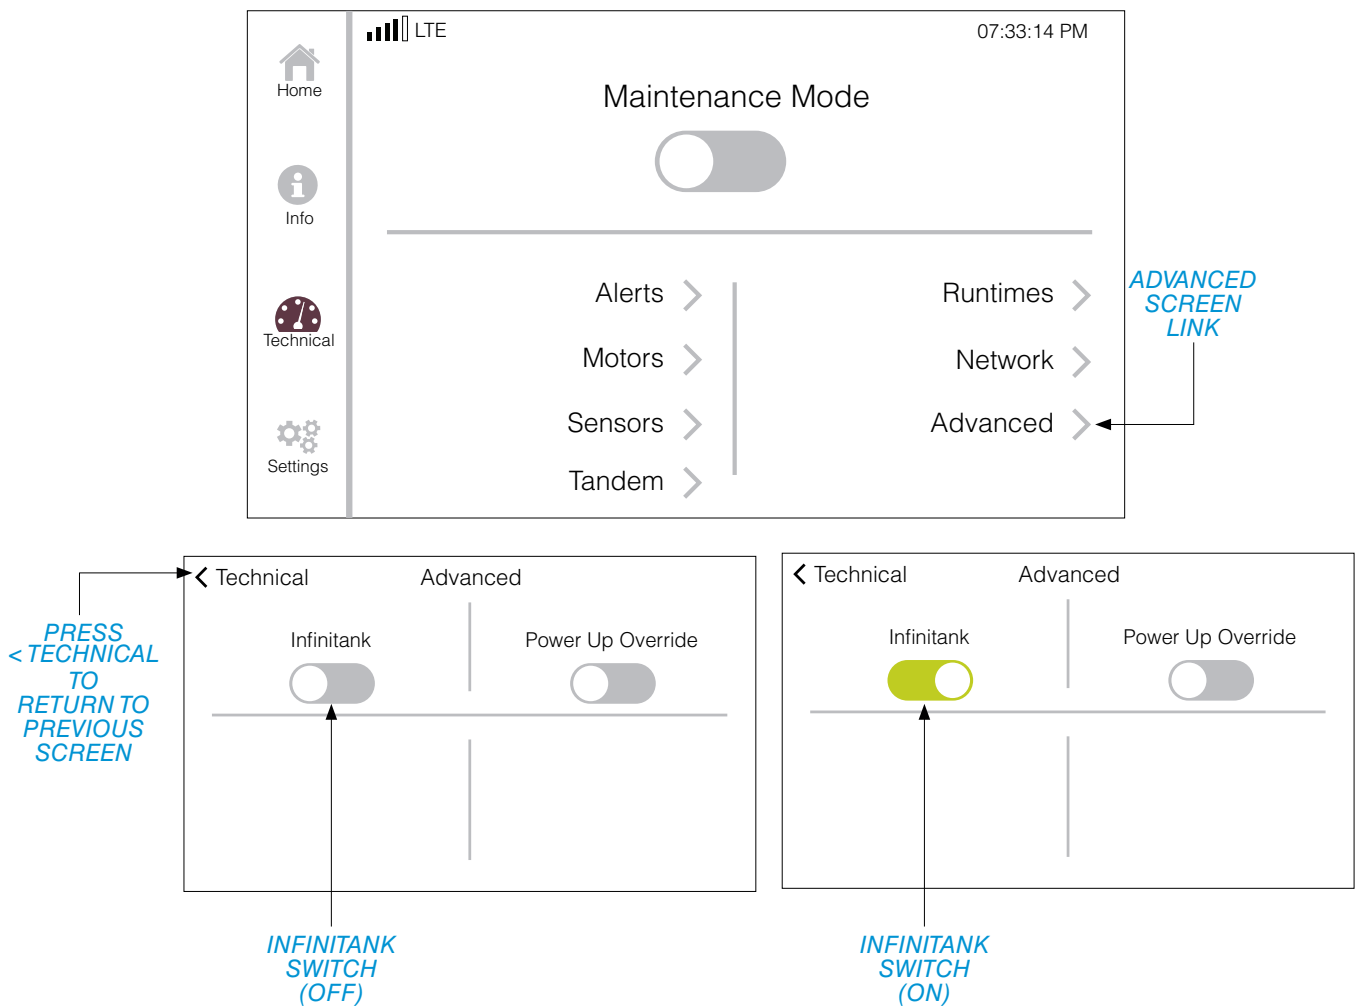 LTE
07:33:14 PM
Home
Maintenance Mode
Info
Technical
Settings
Alerts
Motors
Sensors
Tandem
Runtimes
Network
Advanced
ADVANCED
SCREEN
LINK
Technical Advanced
Infinitank Power Up Override
PRESS
< TECHNICAL
TO
RETURN TO
PREVIOUS
SCREEN
INFINITANK
SWITCH
(OFF)
Technical Advanced
Infinitank Power Up Override
INFINITANK
SWITCH
(ON)